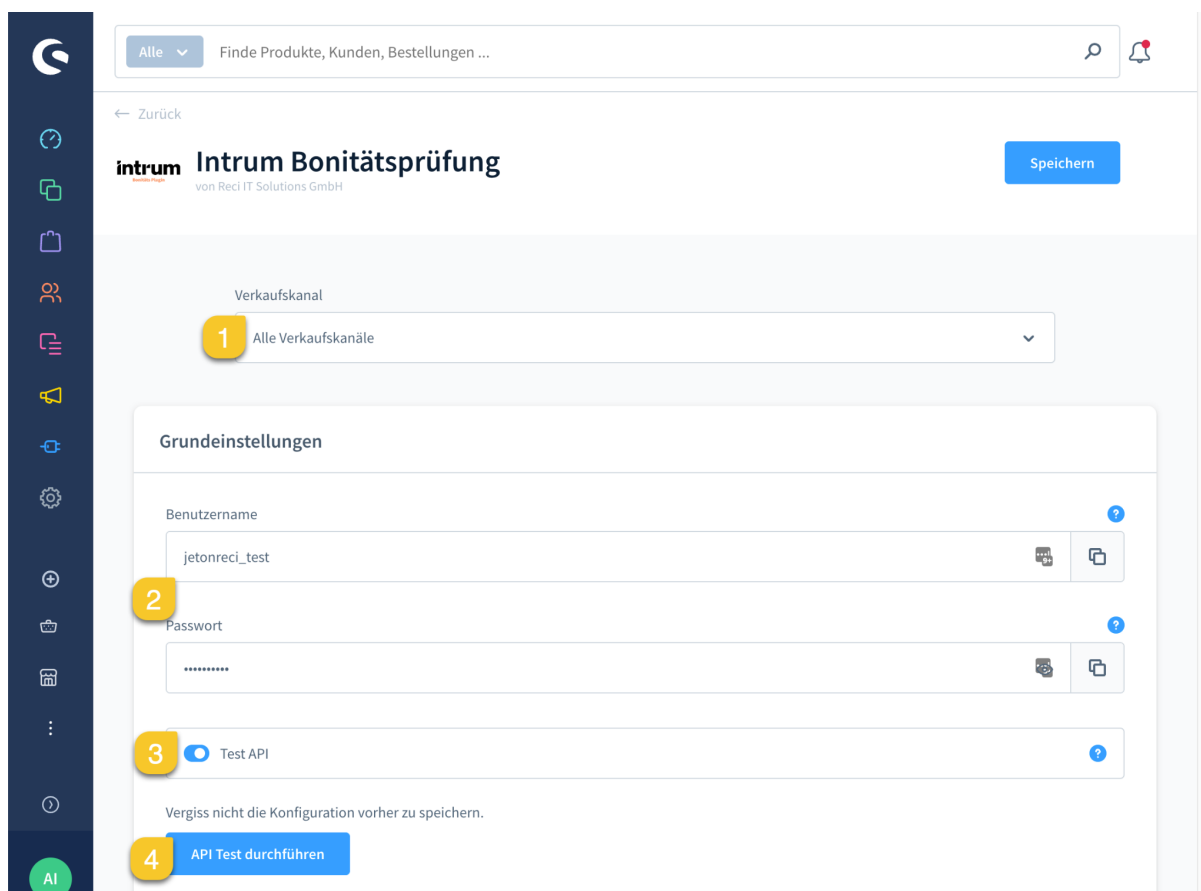 Alle
Finde Produkte, Kunden, Bestellungen ...
← Zurück
intrum
Intrum Bonitätsprüfung
von Reci IT Solutions GmbH
Speichern
Verkaufskanal
1
Alle Verkaufskanäle
Grundeinstellungen
Benutzername
?
jetonreci_test
9+
2
Passwort
?
••••••••••
3
Test API
?
Vergiss nicht die Konfiguration vorher zu speichern.
4
API Test durchführen
AI